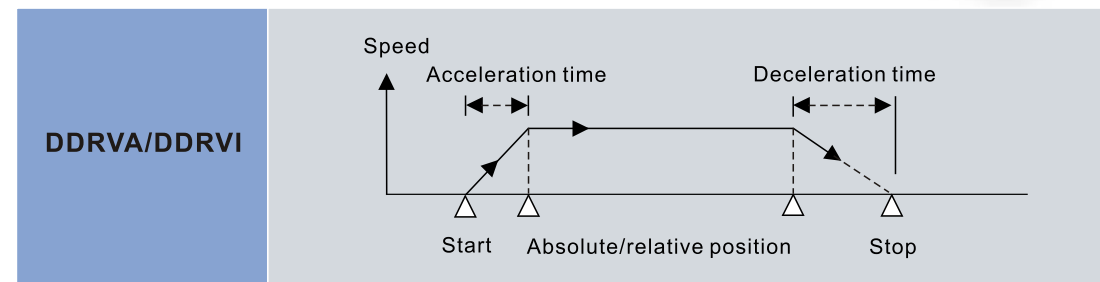 DDRVA/DDRVI
Speed
Acceleration time
Deceleration time
Start
Absolute/relative position
Stop